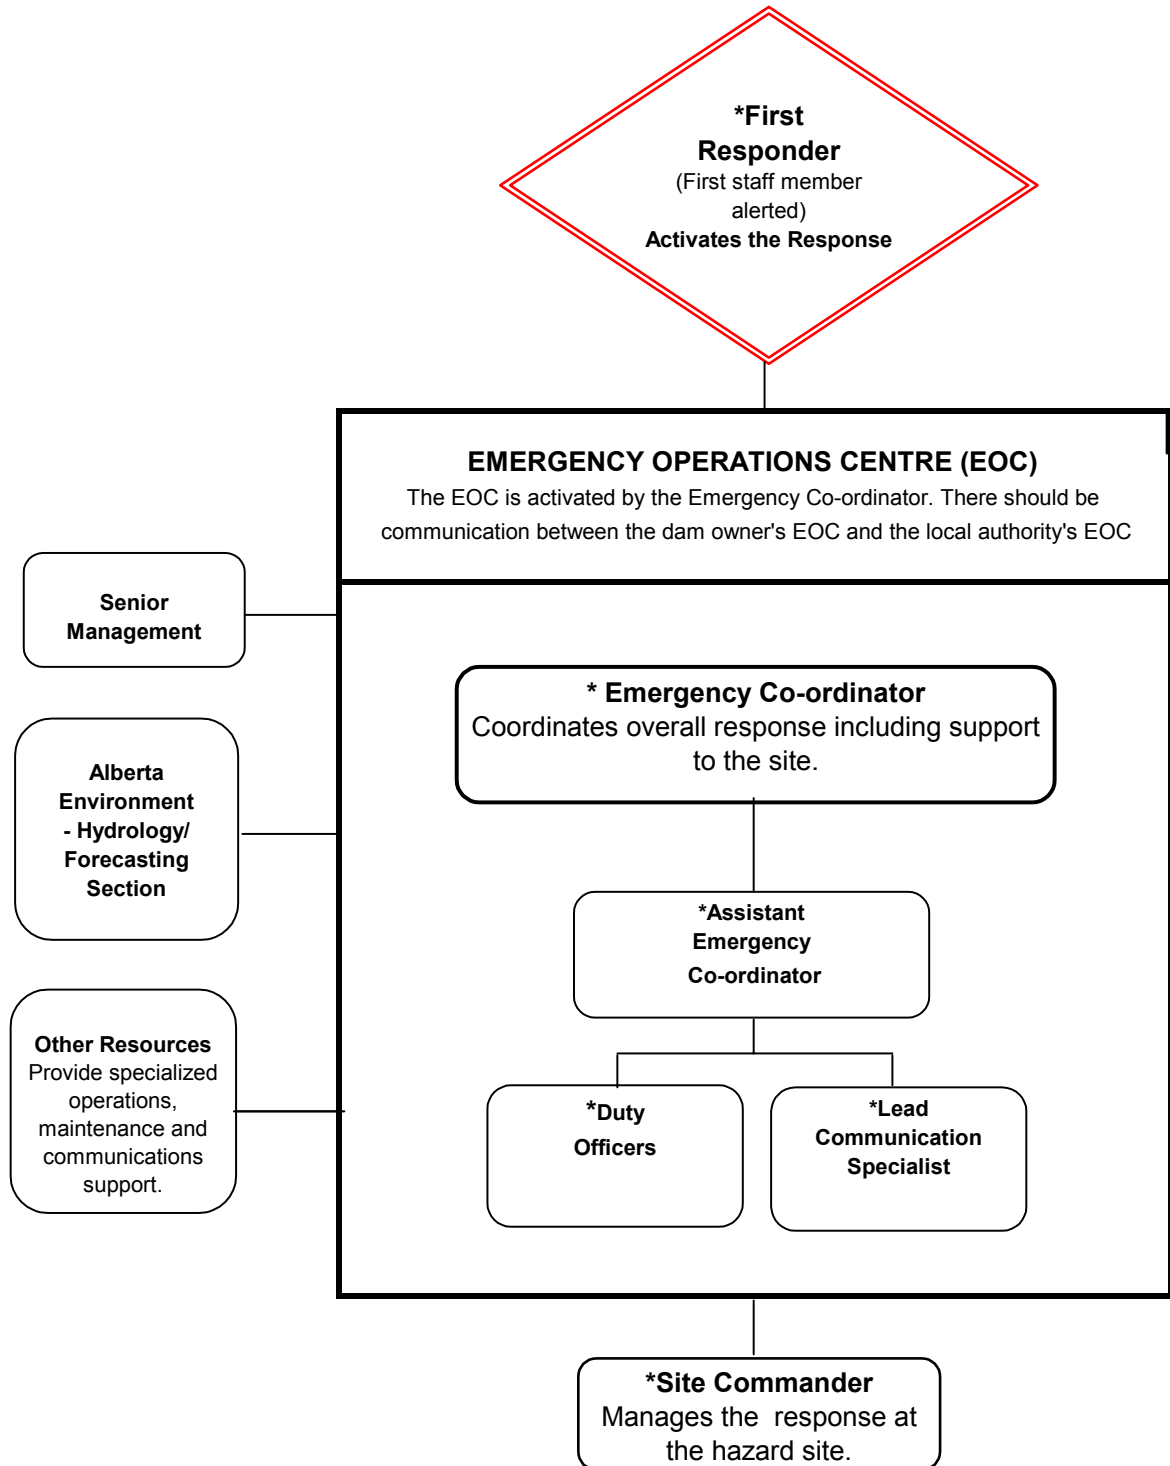 *First
Responder
(First staff member
alerted)
Activates the Response
EMERGENCY OPERATIONS CENTRE (EOC)
The EOC is activated by the Emergency Co-ordinator. There should be
communication between the dam owner's EOC and the local authority's EOC
Senior
Management
Alberta
Environment
- Hydrology/
Forecasting
Section
Other Resources
Provide specialized
operations,
maintenance and
communications
support.
* Emergency Co-ordinator
Coordinates overall response including support
to the site.
*Assistant
Emergency
Co-ordinator
*Duty
Officers
*Lead
Communication
Specialist
*Site Commander
Manages the response at
the hazard site.